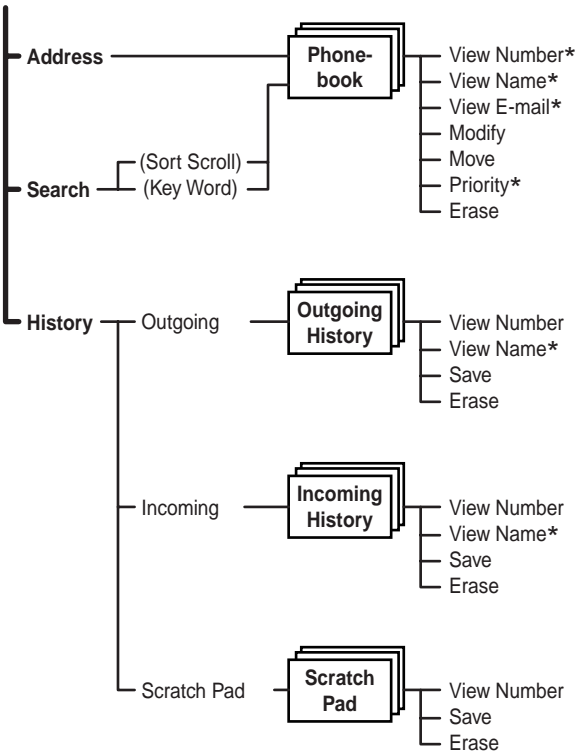 Address
Phone-
book
View Number*
View Name*
View E-mail*
Modify
Move
Priority*
Erase
Search
(Sort Scroll)
(Key Word)
History
Outgoing
Outgoing
History
View Number
View Name*
Save
Erase
Incoming
Incoming
History
View Number
View Name*
Save
Erase
Scratch Pad
Scratch
Pad
View Number
Save
Erase